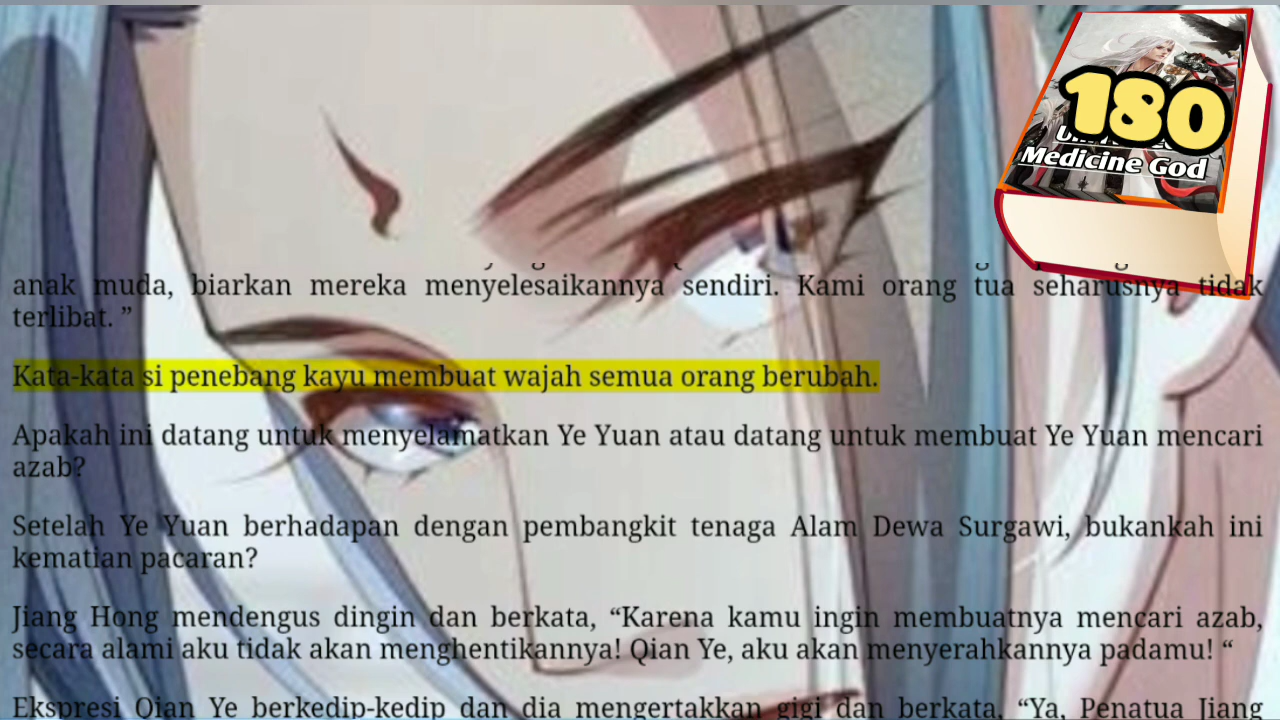 180
Medicine God
anak muda, biarkan mereka menyelesaikannya sendiri. Kami orang tua seharusnya tidak
terlibat. ”
Kata-kata si penebang kayu membuat wajah semua orang berubah.
Apakah ini datang untuk menyelamatkan Ye Yuan atau datang untuk membuat Ye Yuan mencari
azab?
Setelah Ye Yuan berhadapan dengan pembangkit tenaga Alam Dewa Surgawi, bukankah ini
kematian pacaran?
Jiang Hong mendengus dingin dan berkata, “Karena kamu ingin membuatnya mencari azab,
secara alami aku tidak akan menghentikannya! Qian Ye, aku akan menyerahkannya padamu! “
Ekspresi Qian Ye berkedip-kedip dan dia mengertakkan gigi dan berkata, “Ya, Penatua Jiang